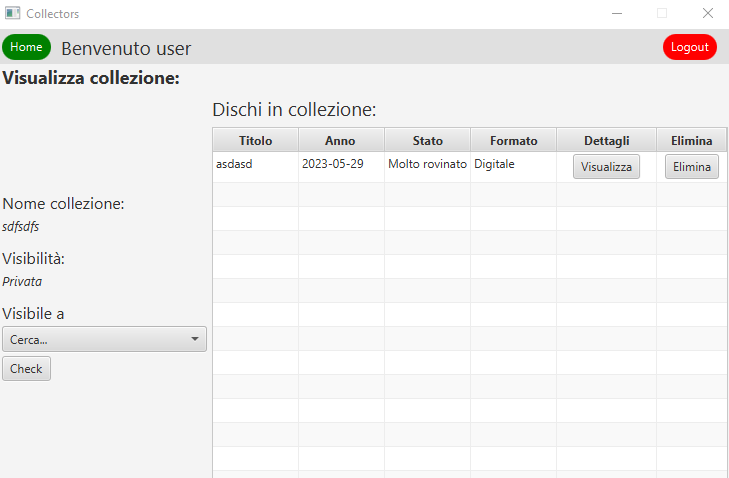 Collectors
Home Benvenuto user Logout
Visualizza collezione:
Dischi in collezione:
Titolo Anno Stato Formato Dettagli Elimina
asdasd 2023-05-29 Molto rovinato Digitale Visualizza Elimina
Nome collezione:
sdfsdfs
Visibilità:
Privata
Visibile a
Cerca...
Check